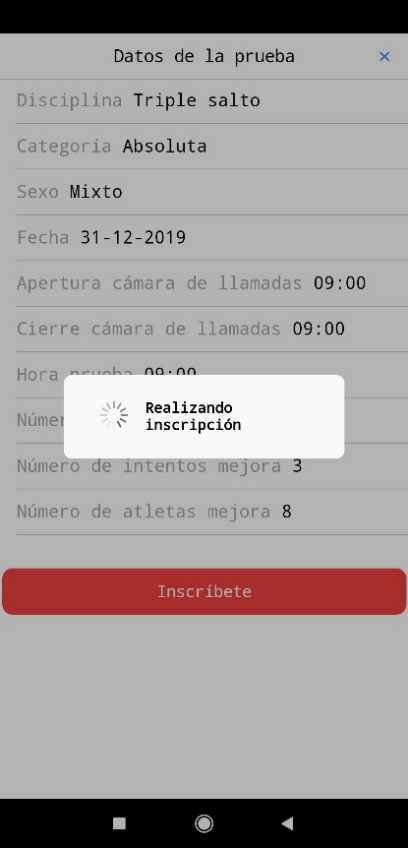 Datos de la prueba ×
Disciplina Triple salto
Categoría Absoluta
Sexo Mixto
Fecha 31-12-2019
Apertura cámara de llamadas 09:00
Cierre cámara de llamadas 09:00
Hora prueba 09:00
Realizando
inscripción
Número de intentos mejora 3
Número de atletas mejora 8
Inscríbete